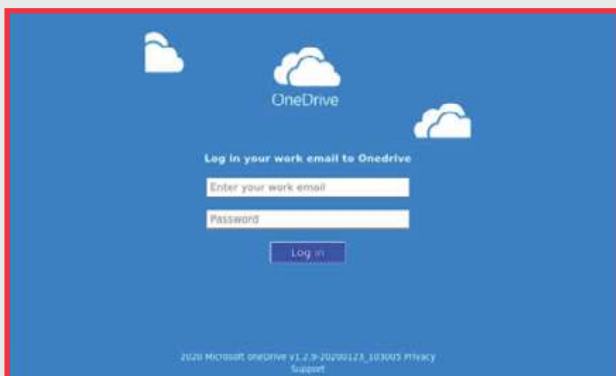 OneDrive
Log in your work email to Onedrive
Enter your work email
Password
Log in
2020 Microsoft oneDrive v1.2.9-20200123_103005 Privacy
Support